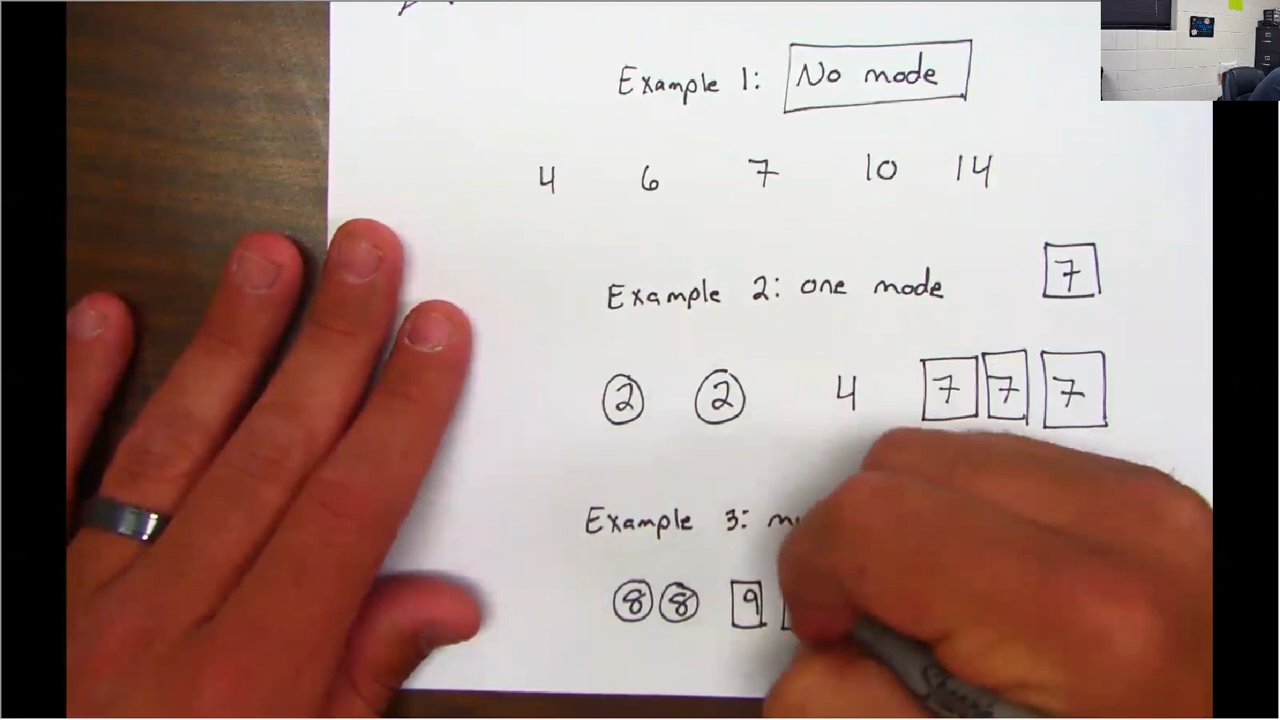 Example 1: No mode
4 6 7 10 14
Example 2: one mode 7
2 2 4 7 7 7
Example 3:
8 8 9